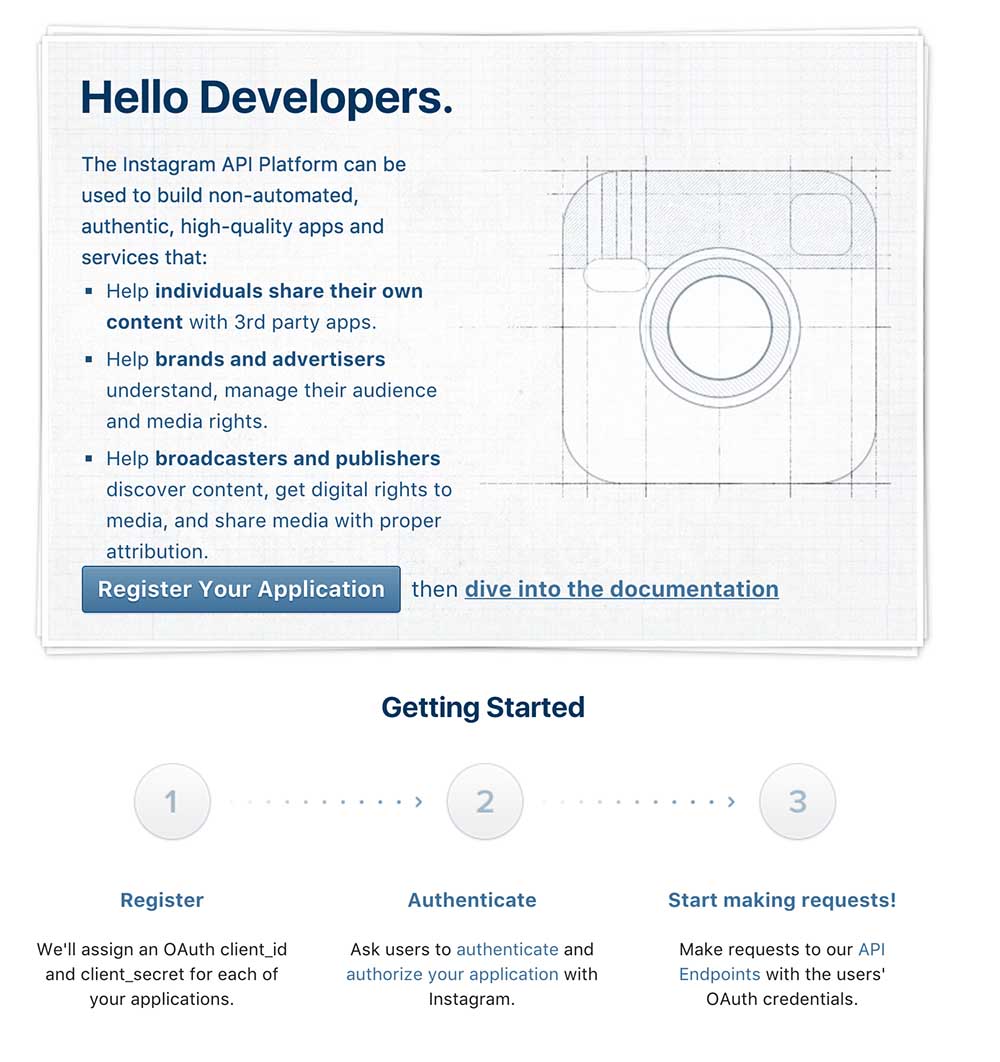 Hello Developers.
The Instagram API Platform can be
used to build non-automated,
authentic, high-quality apps and
services that:
▪ Help individuals share their own
content with 3rd party apps.
▪ Help brands and advertisers
understand, manage their audience
and media rights.
▪ Help broadcasters and publishers
discover content, get digital rights to
media, and share media with proper
attribution.
Register Your Application then dive into the documentation
Getting Started
1 2 3
Register
We'll assign an OAuth client_id
and client_secret for each of
your applications.
Authenticate
Ask users to authenticate and
authorize your application with
Instagram.
Start making requests!
Make requests to our API
Endpoints with the users'
OAuth credentials.